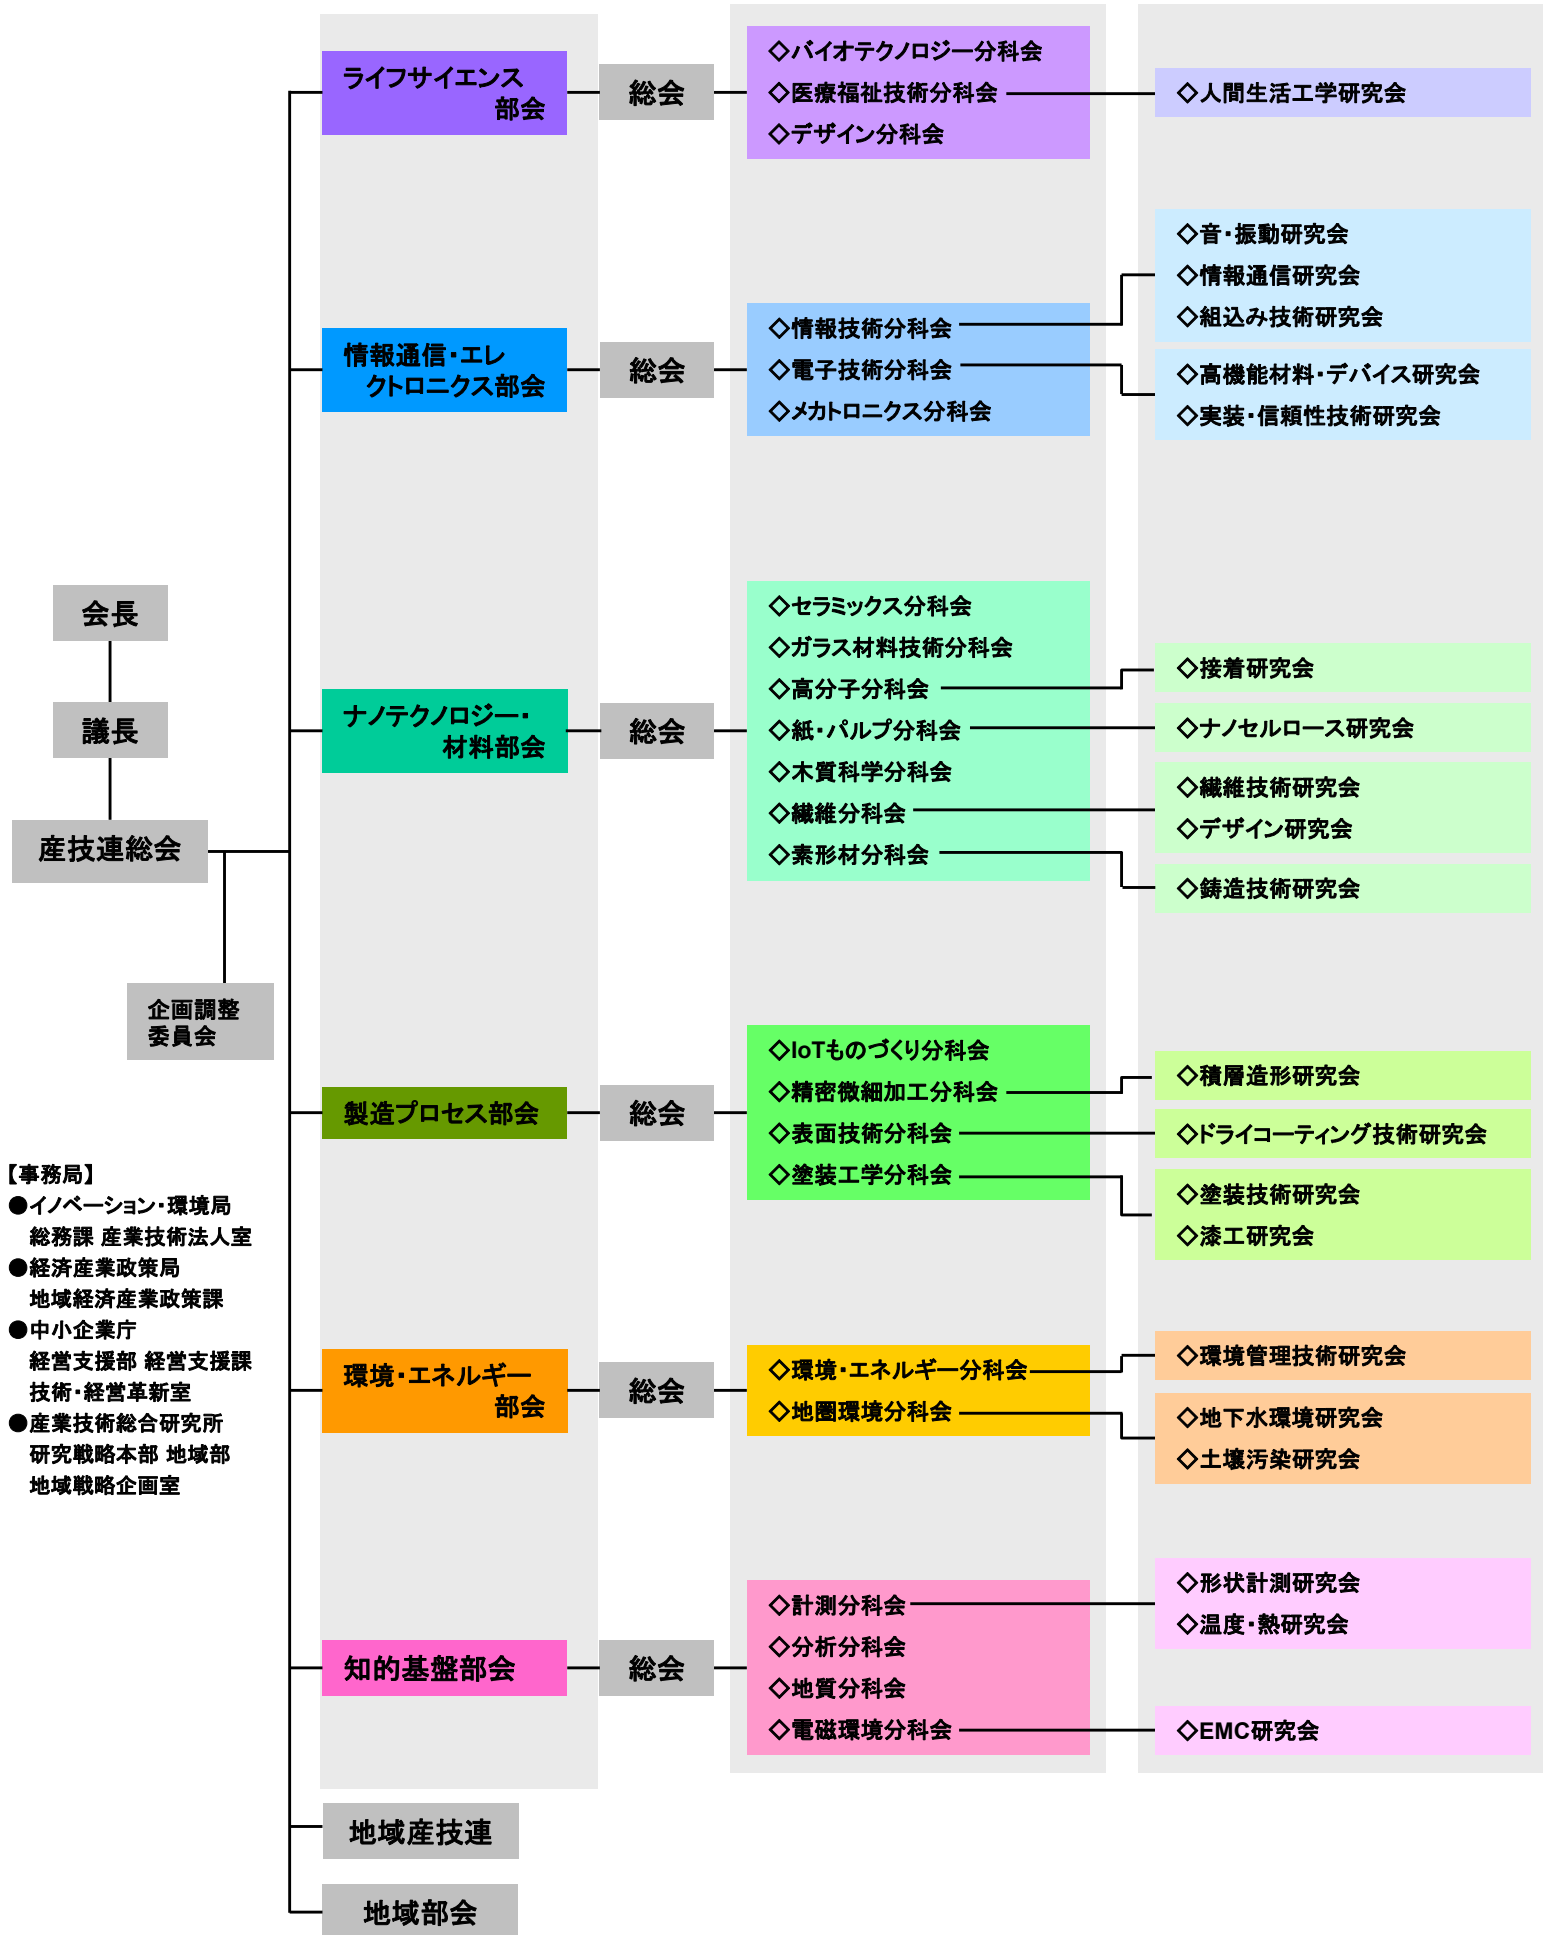 会長
議長
産技連総会
企画調整
委員会
【事務局】
●イノベーション・環境局
総務課 産業技術法人室
●経済産業政策局
地域経済産業政策課
●中小企業庁
経営支援部 経営支援課
技術・経営革新室
●産業技術総合研究所
研究戦略本部 地域部
地域戦略企画室
ライフサイエンス
部会
総会
◇バイオテクノロジー分科会
◇医療福祉技術分科会
◇デザイン分科会
◇人間生活工学研究会
情報通信・エレ
クトロニクス部会
総会
◇情報技術分科会
◇電子技術分科会
◇メカトロニクス分科会
◇音・振動研究会
◇情報通信研究会
◇組込み技術研究会
◇高機能材料・デバイス研究会
◇実装・信頼性技術研究会
ナノテクノロジー・
材料部会
総会
◇セラミックス分科会
◇ガラス材料技術分科会
◇高分子分科会
◇紙・パルプ分科会
◇木質科学分科会
◇繊維分科会
◇素形材分科会
◇接着研究会
◇ナノセルロース研究会
◇繊維技術研究会
◇デザイン研究会
◇鋳造技術研究会
製造プロセス部会
総会
◇IoTものづくり分科会
◇精密微細加工分科会
◇表面技術分科会
◇塗装工学分科会
◇積層造形研究会
◇ドライコーティング技術研究会
◇塗装技術研究会
◇漆工研究会
環境・エネルギー
部会
総会
◇環境・エネルギー分科会
◇地圏環境分科会
◇環境管理技術研究会
◇地下水環境研究会
◇土壌汚染研究会
知的基盤部会
総会
◇計測分科会
◇分析分科会
◇地質分科会
◇電磁環境分科会
◇形状計測研究会
◇温度・熱研究会
◇EMC研究会
地域産技連
地域部会